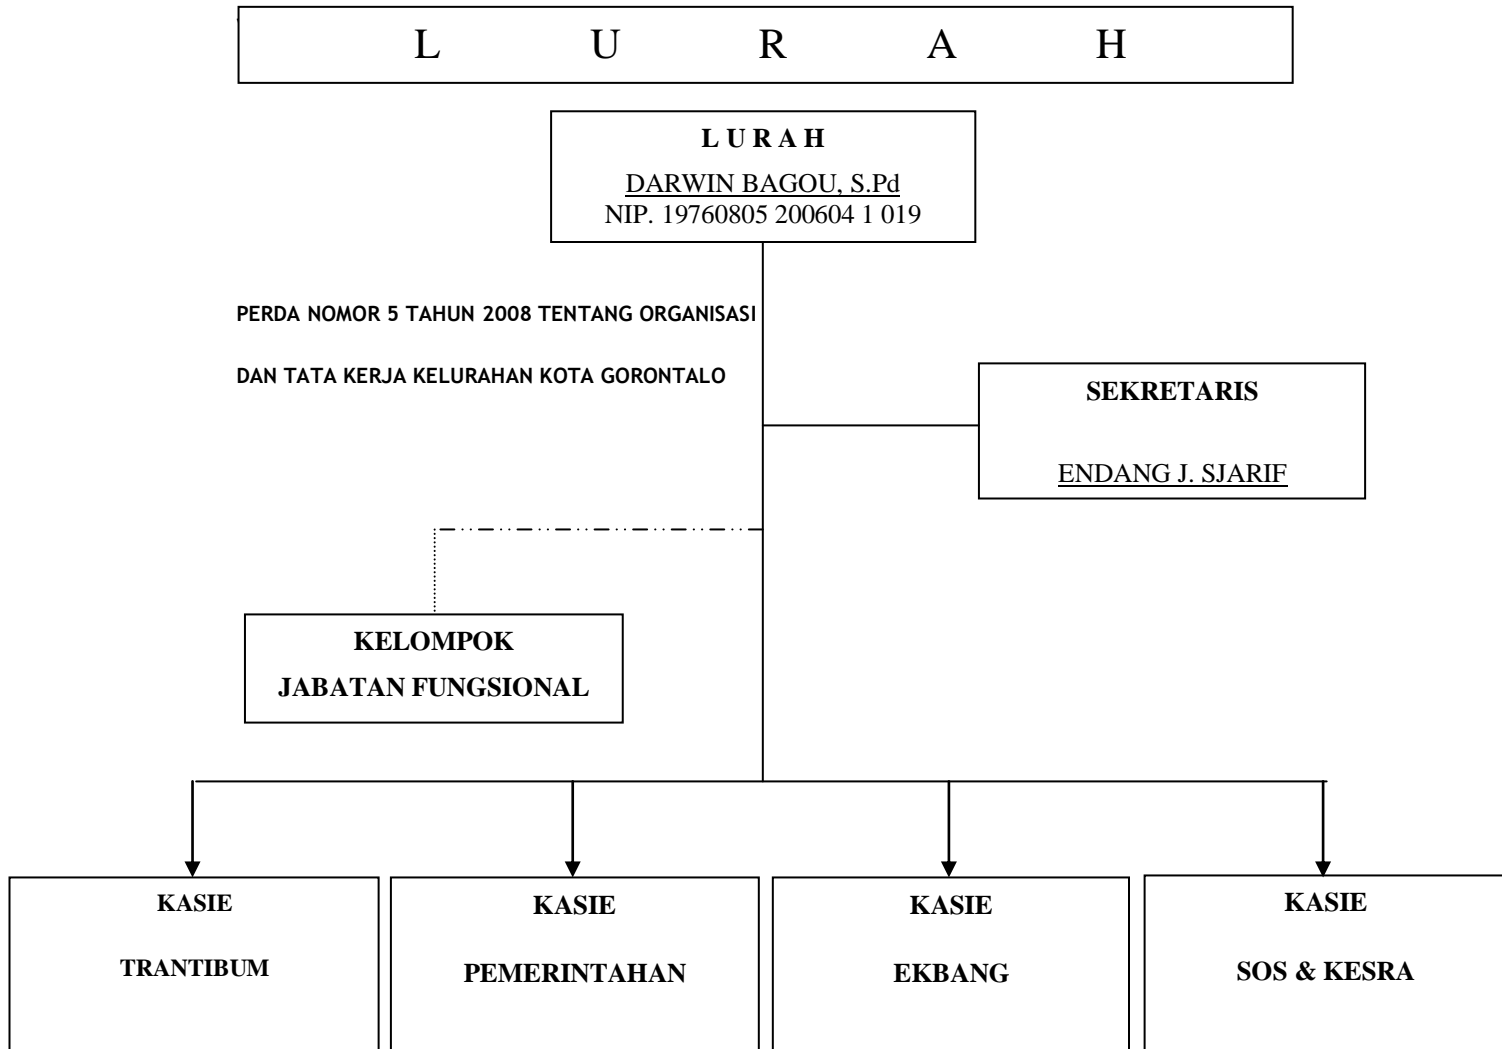 L U R A H
L U R A H
DARWIN BAGOU, S.Pd
NIP. 19760805 200604 1 019
PERDA NOMOR 5 TAHUN 2008 TENTANG ORGANISASI
DAN TATA KERJA KELURAHAN KOTA GORONTALO
SEKRETARIS
ENDANG J. SJARIF
KELOMPOK
JABATAN FUNGSIONAL
KASIE
TRANTIBUM
KASIE
PEMERINTAHAN
KASIE
EKBANG
KASIE
SOS & KESRA